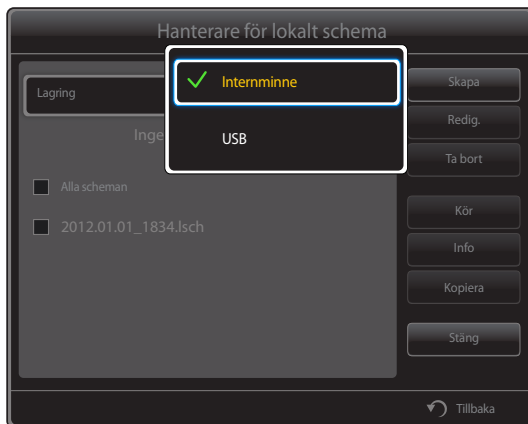 Hanterare för lokalt schema
Lagring
Internminne
USB
Inge
Alla scheman
2012.01.01_1834.lsch
Skapa
Redig.
Ta bort
Kör
Info
Kopiera
Stäng
Tillbaka